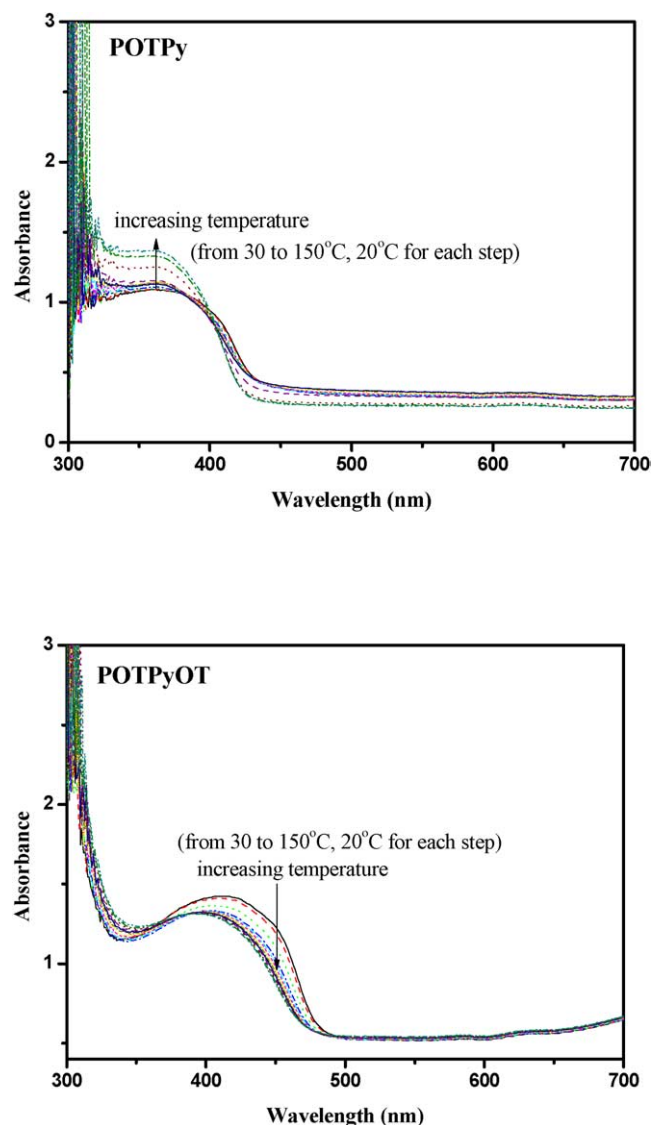 3
POTPy
increasing temperature
(from 30 to 150°C, 20°C for each step)
2
1
0
Absorbance
300 400 500 600 700
Wavelength (nm)
3
POTPyOT
(from 30 to 150°C, 20°C for each step)
increasing temperature
2
1
Absorbance
300 400 500 600 700
Wavelength (nm)